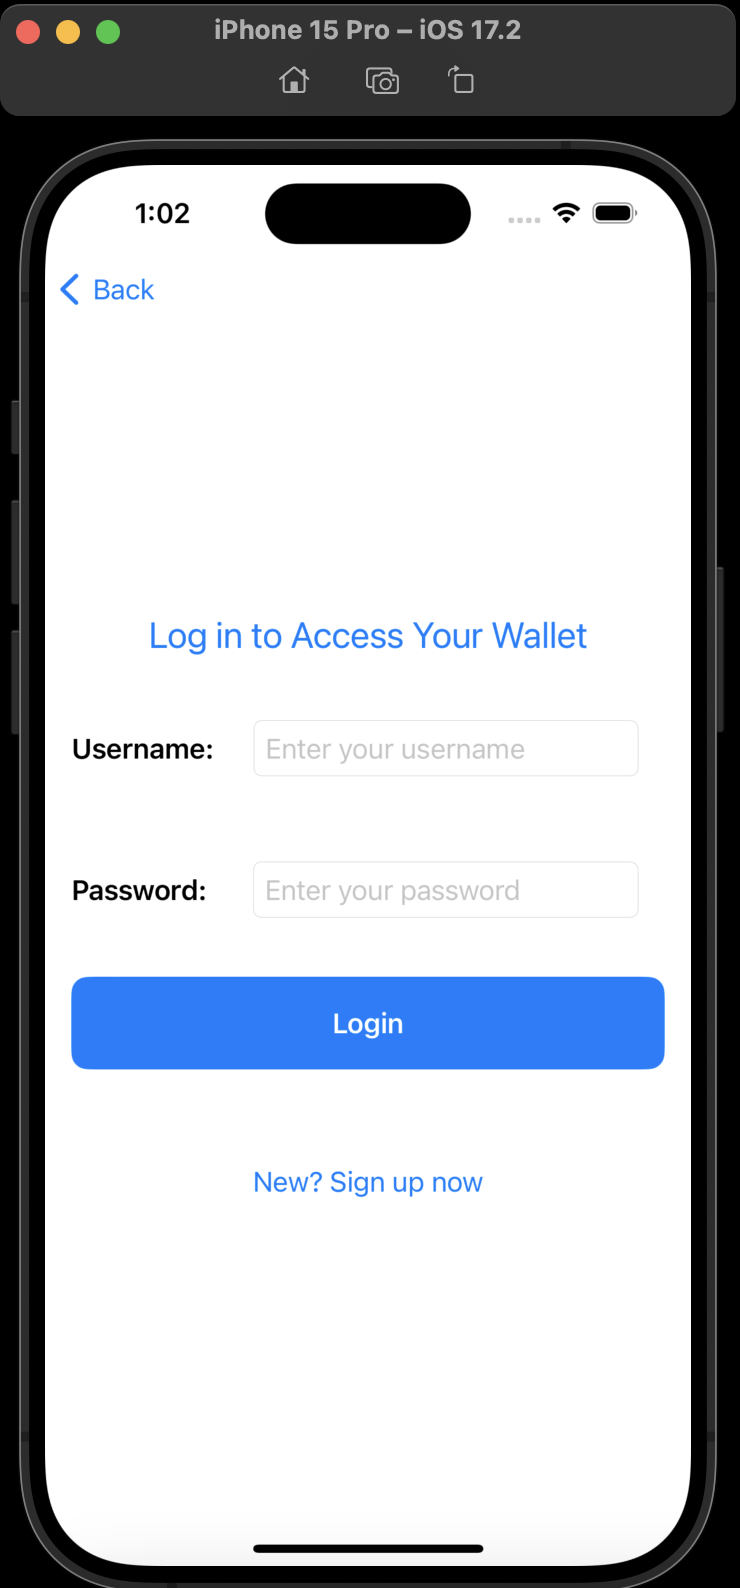 iPhone 15 Pro – iOS 17.2
1:02
Back
Log in to Access Your Wallet
Username: Enter your username
Password: Enter your password
Login
New? Sign up now